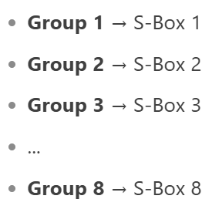 • Group 1 → S-Box 1
• Group 2 → S-Box 2
• Group 3 → S-Box 3
• ...
• Group 8 → S-Box 8